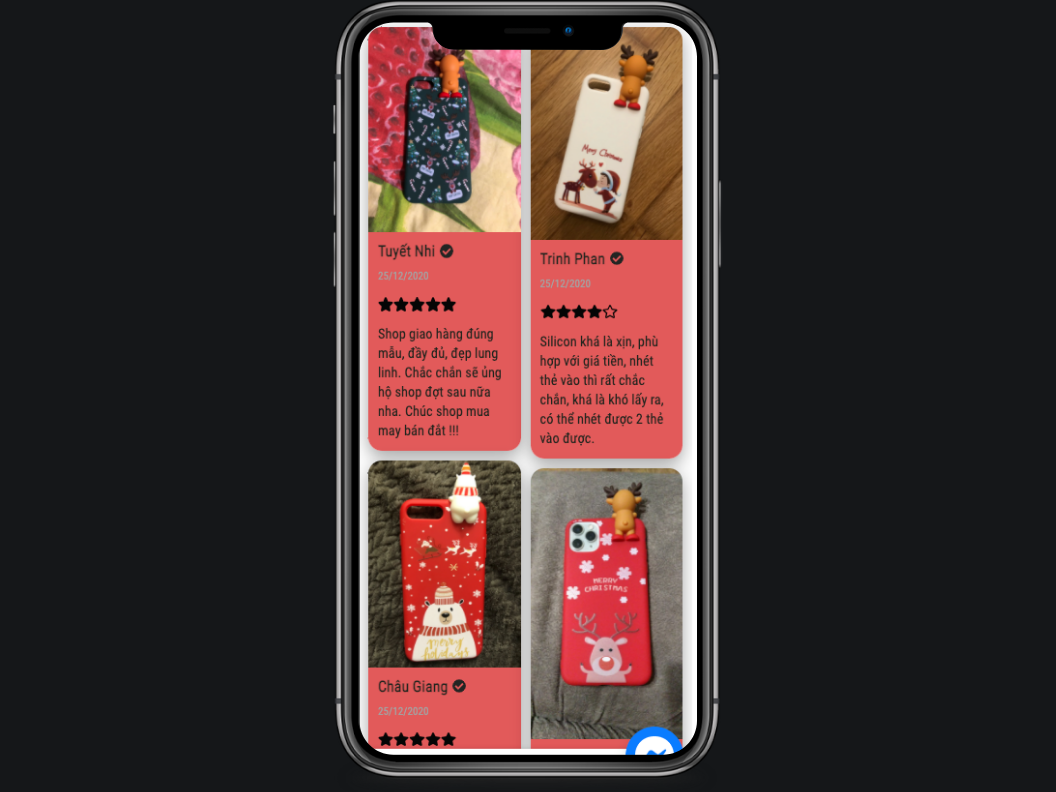 Merry Christmas
Tuyết Nhi
25/12/2020
Shop giao hàng đúng
mẫu, đầy đủ, đẹp lung
linh. Chắc chắn sẽ ủng
hộ shop đợt sau nữa
nha. Chúc shop mua
may bán đắt !!!
Trinh Phan
25/12/2020
Silicon khá là xịn, phù
hợp với giá tiền, nhét
thẻ vào thì rất chắc
chắn, khá là khó lấy ra,
có thể nhét được 2 thẻ
vào được.
merry
holidays
Châu Giang
25/12/2020
MERRY
CHRISTMAS